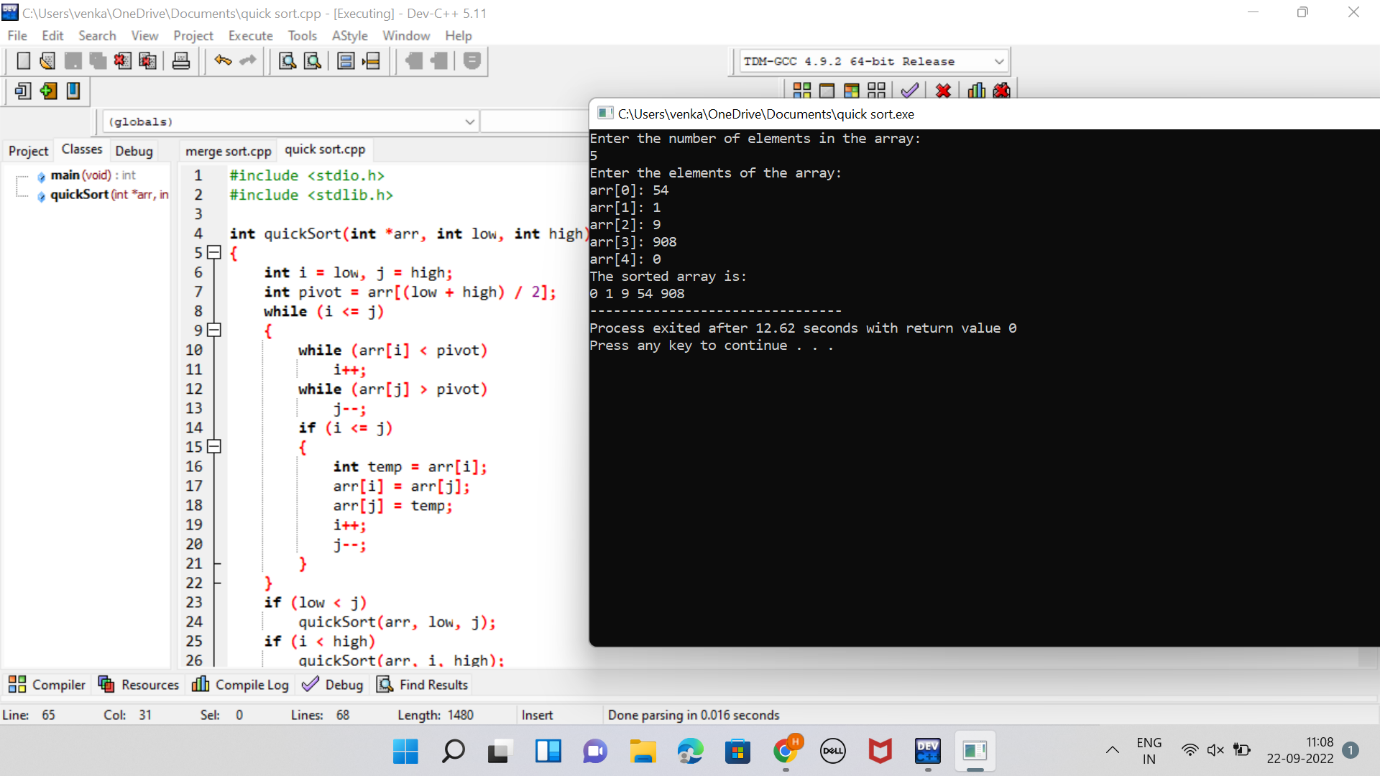 C:\Users\venka\OneDrive\Documents\quick sort.cpp - [Executing] - Dev-C++ 5.11
File Edit Search View Project Execute Tools AStyle Window Help
TDM-GCC 4.9.2 64-bit Release
(globals)
Project Classes Debug
main (void) : int
quickSort (int *arr, in
merge sort.cpp quick sort.cpp
1 #include <stdio.h>
2 #include <stdlib.h>
3
4 int quickSort(int *arr, int low, int high)
5 {
6 int i = low, j = high;
7 int pivot = arr[(low + high) / 2];
8 while (i <= j)
9 {
10 while (arr[i] < pivot)
11 i++;
12 while (arr[j] > pivot)
13 j--;
14 if (i <= j)
15 {
16 int temp = arr[i];
17 arr[i] = arr[j];
18 arr[j] = temp;
19 i++;
20 j--;
21 }
22 }
23 if (low < j)
24 quickSort(arr, low, j);
25 if (i < high)
26 quickSort(arr, i, high);
C:\Users\venka\OneDrive\Documents\quick sort.exe
Enter the number of elements in the array:
5
Enter the elements of the array:
arr[0]: 54
arr[1]: 1
arr[2]: 9
arr[3]: 908
arr[4]: 0
The sorted array is:
0 1 9 54 908
--------------------------------
Process exited after 12.62 seconds with return value 0
Press any key to continue . . .
Compiler Resources Compile Log Debug Find Results
Line: 65 Col: 31 Sel: 0 Lines: 68 Length: 1480 Insert Done parsing in 0.016 seconds
H
DELL
DEV
ENG
IN
11:08
22-09-2022
1